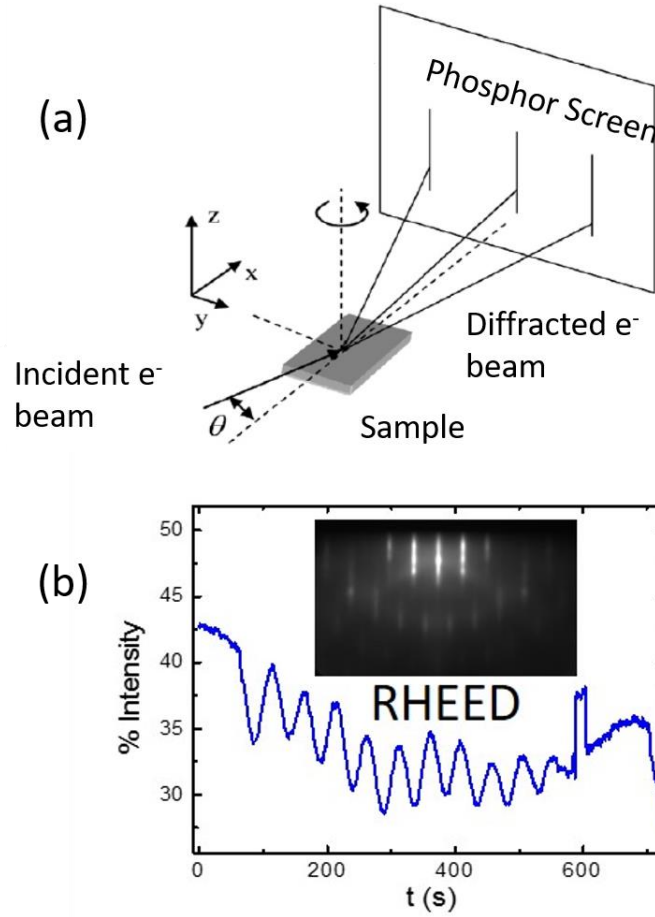 (a)
Phosphor Screen
z
x
y
Incident e-
beam
θ
Diffracted e-
beam
Sample
(b)
% Intensity
50
45
40
35
30
RHEED
0
200
400
600
t (s)